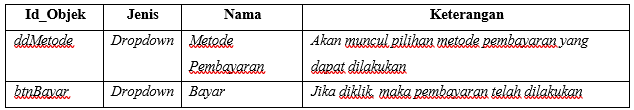 Id_Objek Jenis Nama Keterangan
ddMetode Dropdown Metode Akan muncul pilihan metode pembayaran yang
Pembayaran dapat dilakukan
btnBayar Dropdown Bayar Jika diklik, maka pembayaran telah dilakukan